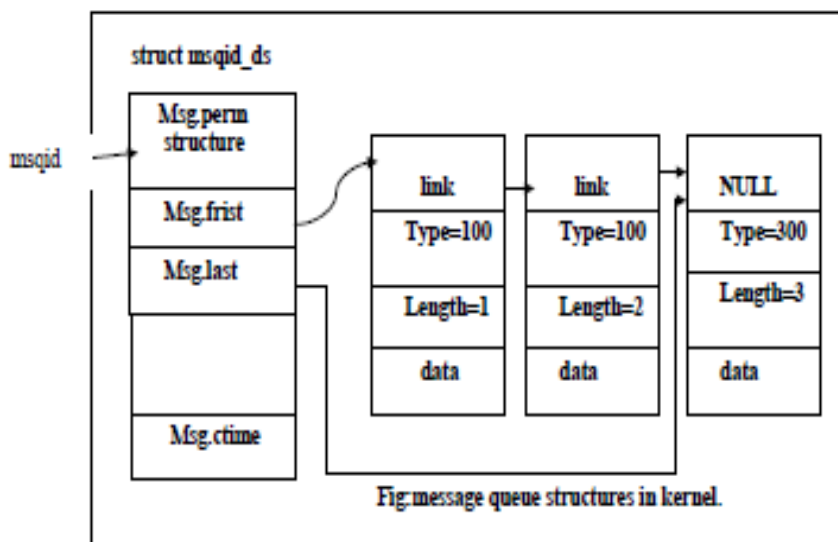 struct msqid_ds
msqid
Msg.perm
structure
Msg.frist
Msg.last
Msg.ctime
link
Type=100
Length=1
data
link
Type=100
Length=2
data
NULL
Type=300
Length=3
data
Fig:message queue structures in kernel.